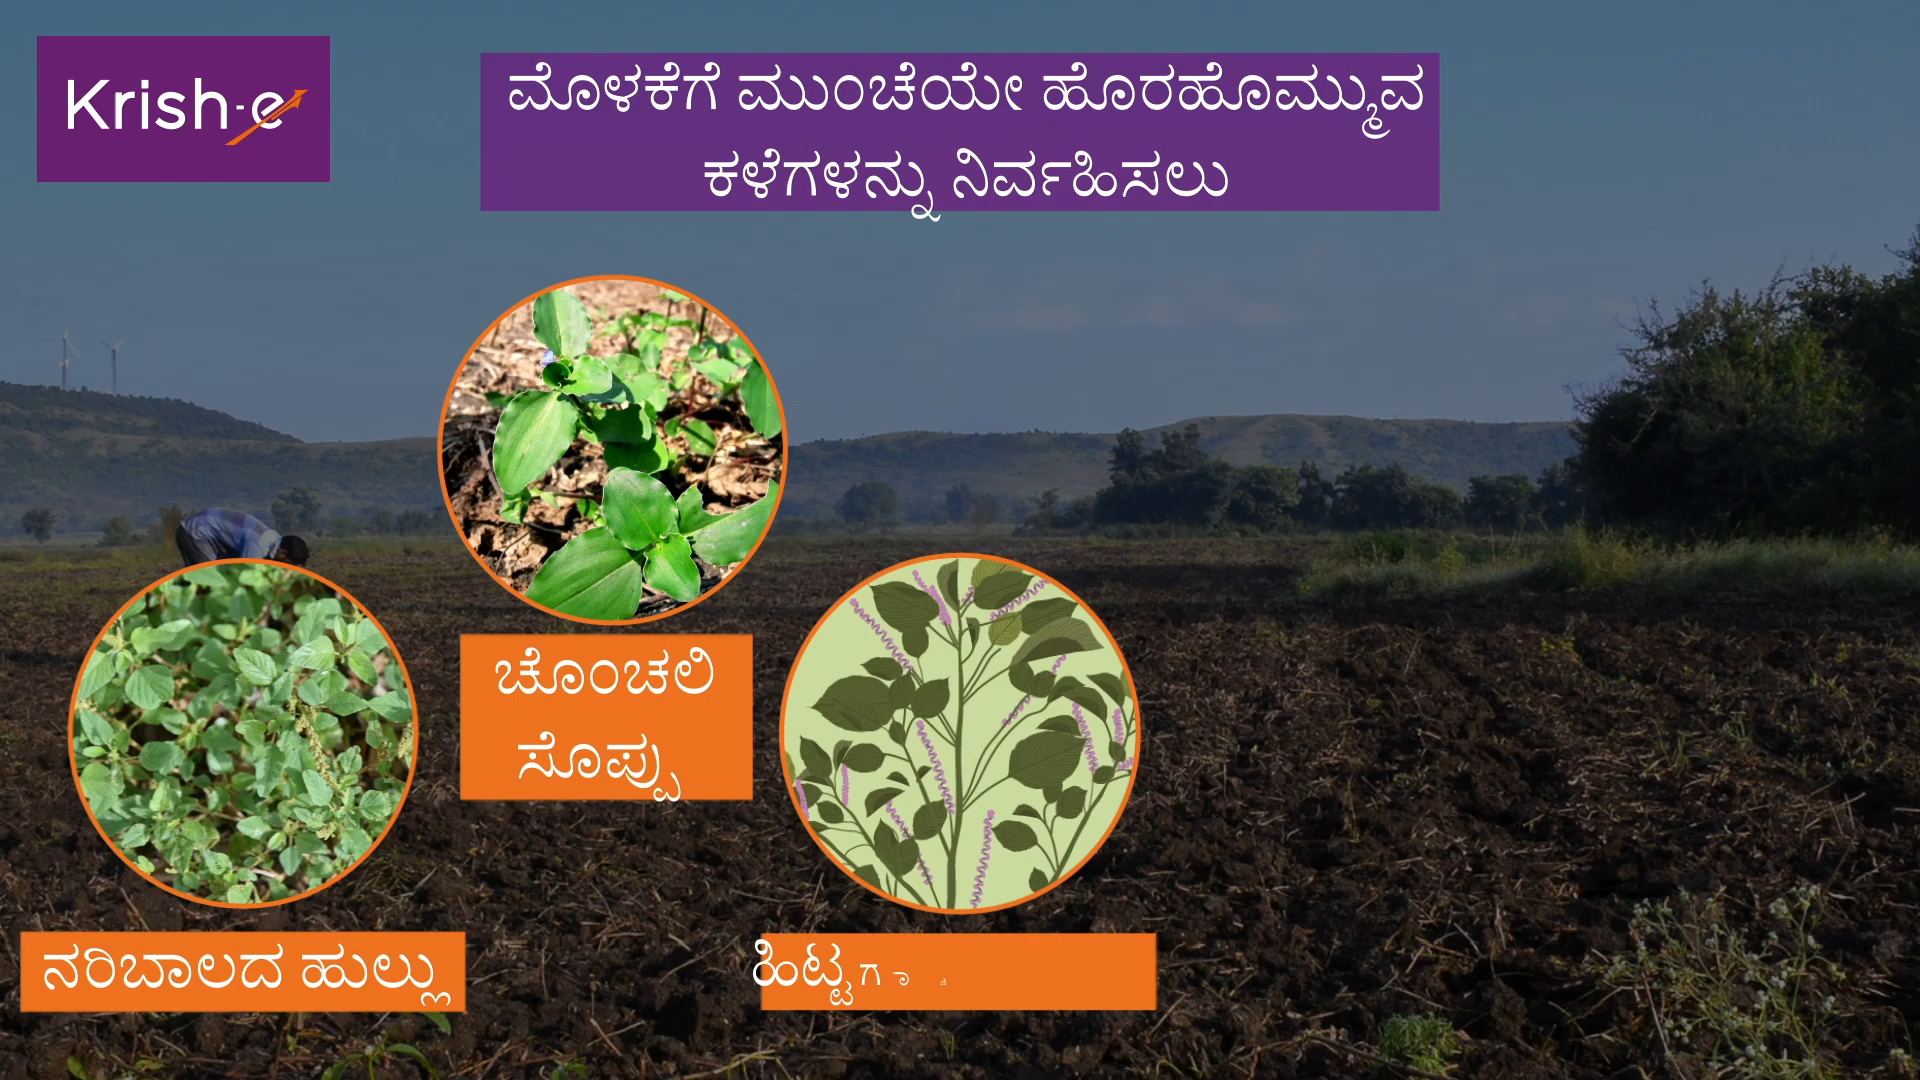 Krish-e
ಮೊಳಕೆಗೆ ಮುಂಚೆಯೇ ಹೊರಹೊಮ್ಮುವ
ಕಳೆಗಳನ್ನು ನಿರ್ವಹಿಸಲು
ಚೊಂಚಲಿ
ಸೊಪ್ಪು
ನರಿಬಾಲದ ಹುಲ್ಲು